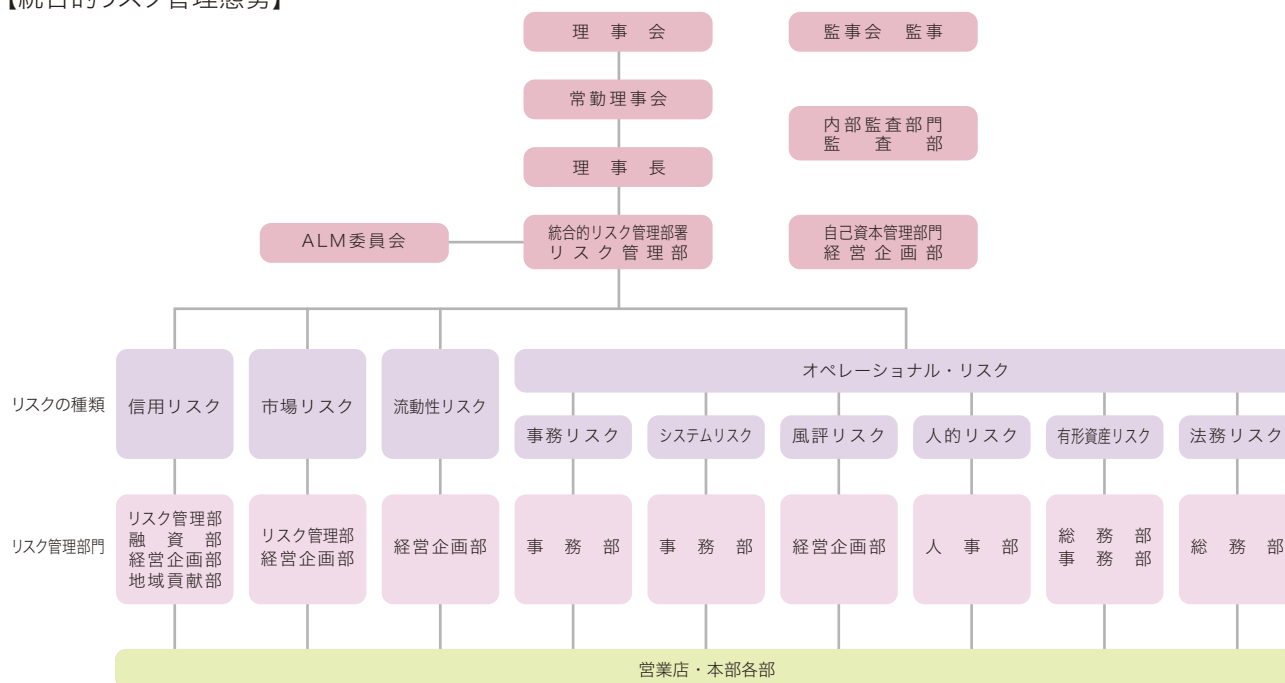 【統合的リスク管理態勢】
理事会
監事会 監事
常勤理事会
内部監査部門
監査部
理事長
ALM委員会
統合的リスク管理部署
リスク管理部
自己資本管理部門
経営企画部
リスクの種類
信用リスク
市場リスク
流動性リスク
オペレーショナル・リスク
事務リスク
システムリスク
風評リスク
人的リスク
有形資産リスク
法務リスク
リスク管理部門
リスク管理部
融資部
経営企画部
地域貢献部
リスク管理部
経営企画部
経営企画部
事務部
事務部
経営企画部
人事部
総務部
事務部
総務部
営業店・本部各部